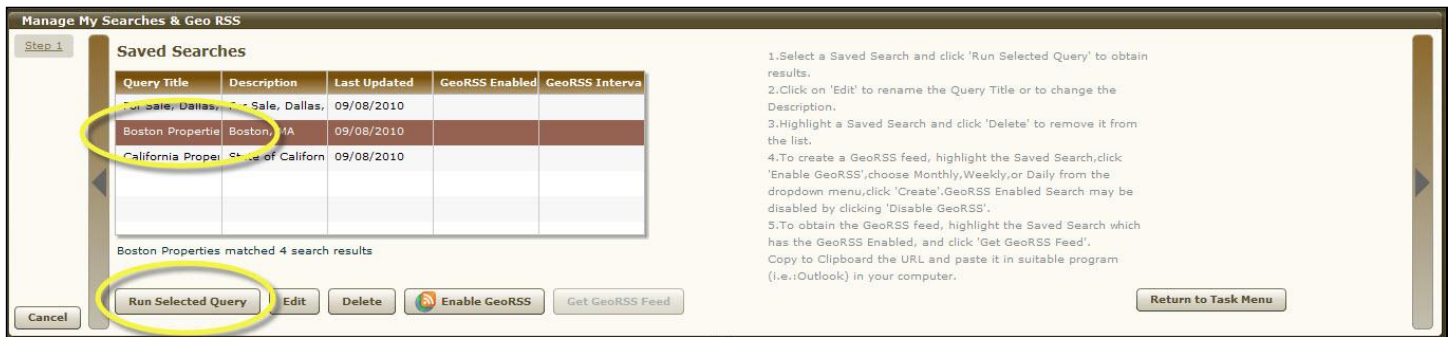 Manage My Searches & Geo RSS
Step 1
Saved Searches
Query Title Description Last Updated GeoRSS Enabled GeoRSS Interva
For Sale, Dallas, For Sale, Dallas, 09/08/2010
Boston Propertie Boston, MA 09/08/2010
California Proper State of Californ 09/08/2010
Boston Properties matched 4 search results
Run Selected Query Edit Delete Enable GeoRSS Get GeoRSS Feed
Cancel
1.Select a Saved Search and click 'Run Selected Query' to obtain
results.
2.Click on 'Edit' to rename the Query Title or to change the
Description.
3.Highlight a Saved Search and click 'Delete' to remove it from
the list.
4.To create a GeoRSS feed, highlight the Saved Search,click
'Enable GeoRSS',choose Monthly,Weekly,or Daily from the
dropdown menu,click 'Create'.GeoRSS Enabled Search may be
disabled by clicking 'Disable GeoRSS'.
5.To obtain the GeoRSS feed, highlight the Saved Search which
has the GeoRSS Enabled, and click 'Get GeoRSS Feed'.
Copy to Clipboard the URL and paste it in suitable program
(i.e.:Outlook) in your computer.
Return to Task Menu